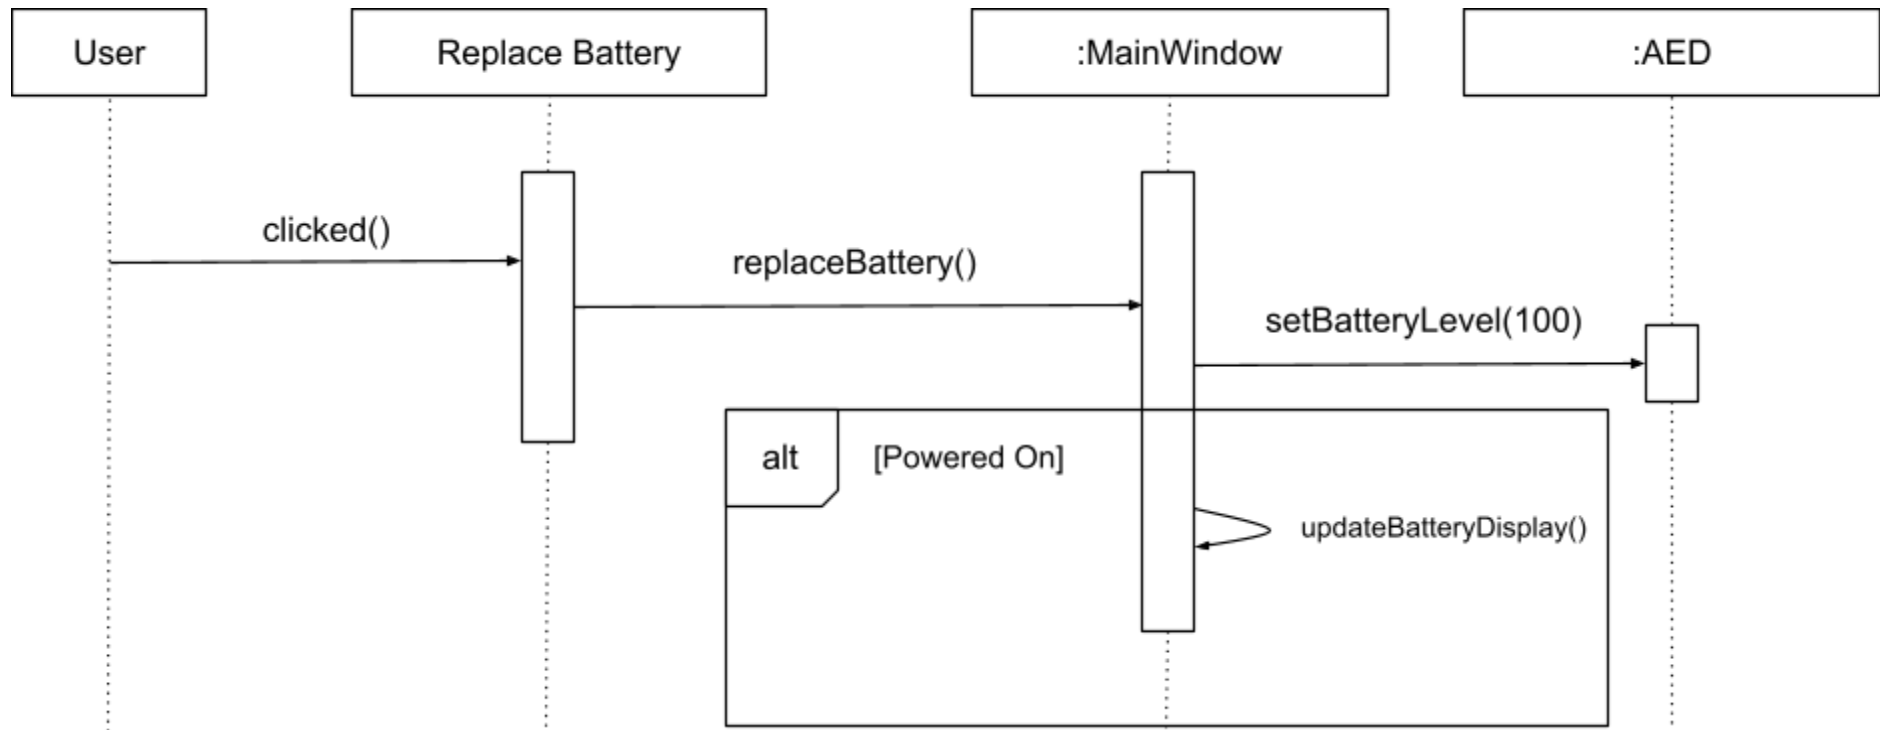 User
Replace Battery
:MainWindow
:AED
clicked()
replaceBattery()
setBatteryLevel(100)
alt
[Powered On]
updateBatteryDisplay()